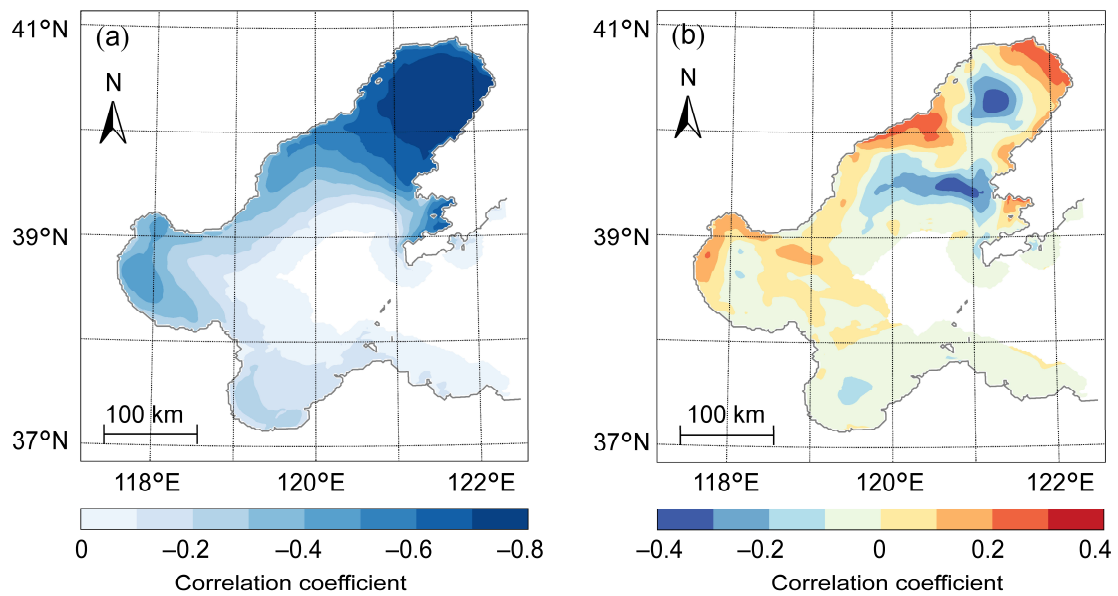 41°N
(a)
N
39°N
100 km
37°N
118°E
120°E
122°E
0
–0.2
–0.4
–0.6
–0.8
Correlation coefficient
41°N
(b)
N
39°N
100 km
37°N
118°E
120°E
122°E
–0.4
–0.2
0
0.2
0.4
Correlation coefficient